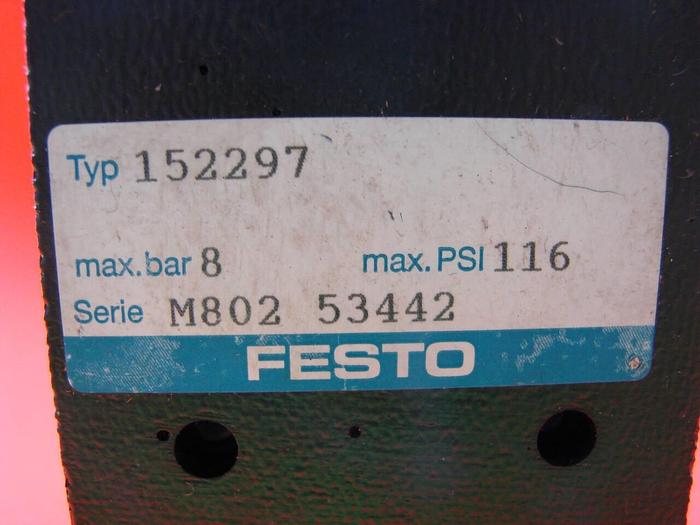 Typ 152297
max.bar 8 max.PSI 116
Serie M802 53442
FESTO